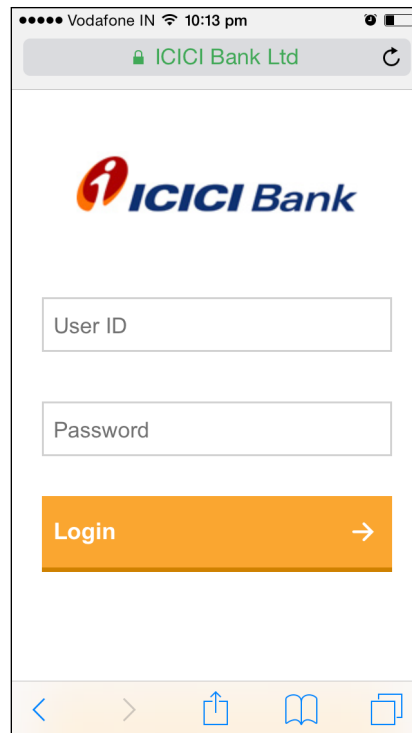 Vodafone IN 10:13 pm
ICICI Bank Ltd
ICICI Bank
User ID
Password
Login